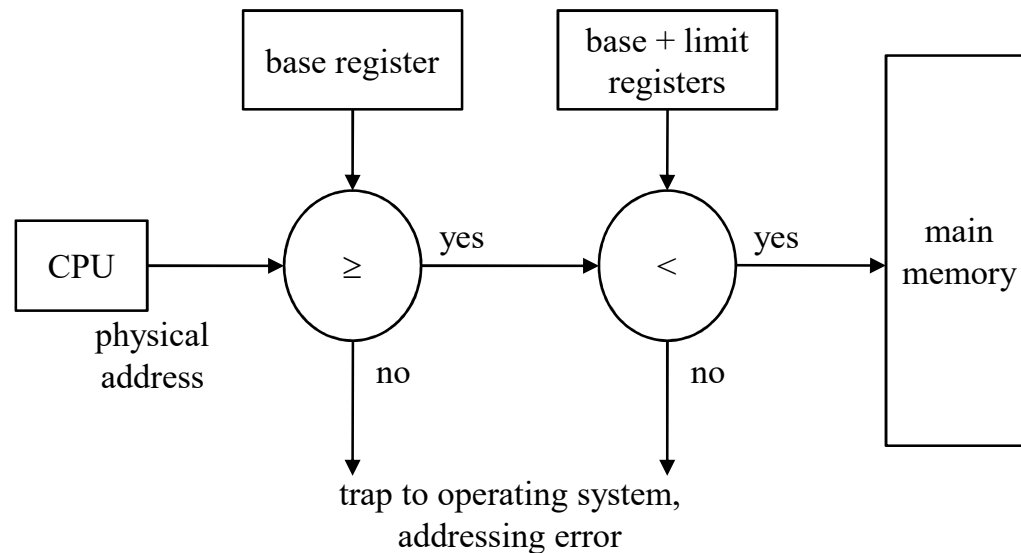 base register
base + limit
registers
CPU
physical
address
≥
yes
no
<
yes
no
main
memory
trap to operating system,
addressing error